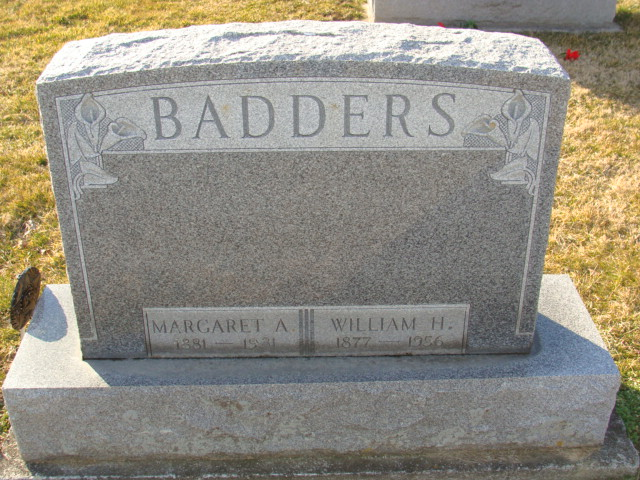 BADDERS
MARGARET A.
WILLIAM H.
1881 —
1877 — 1956